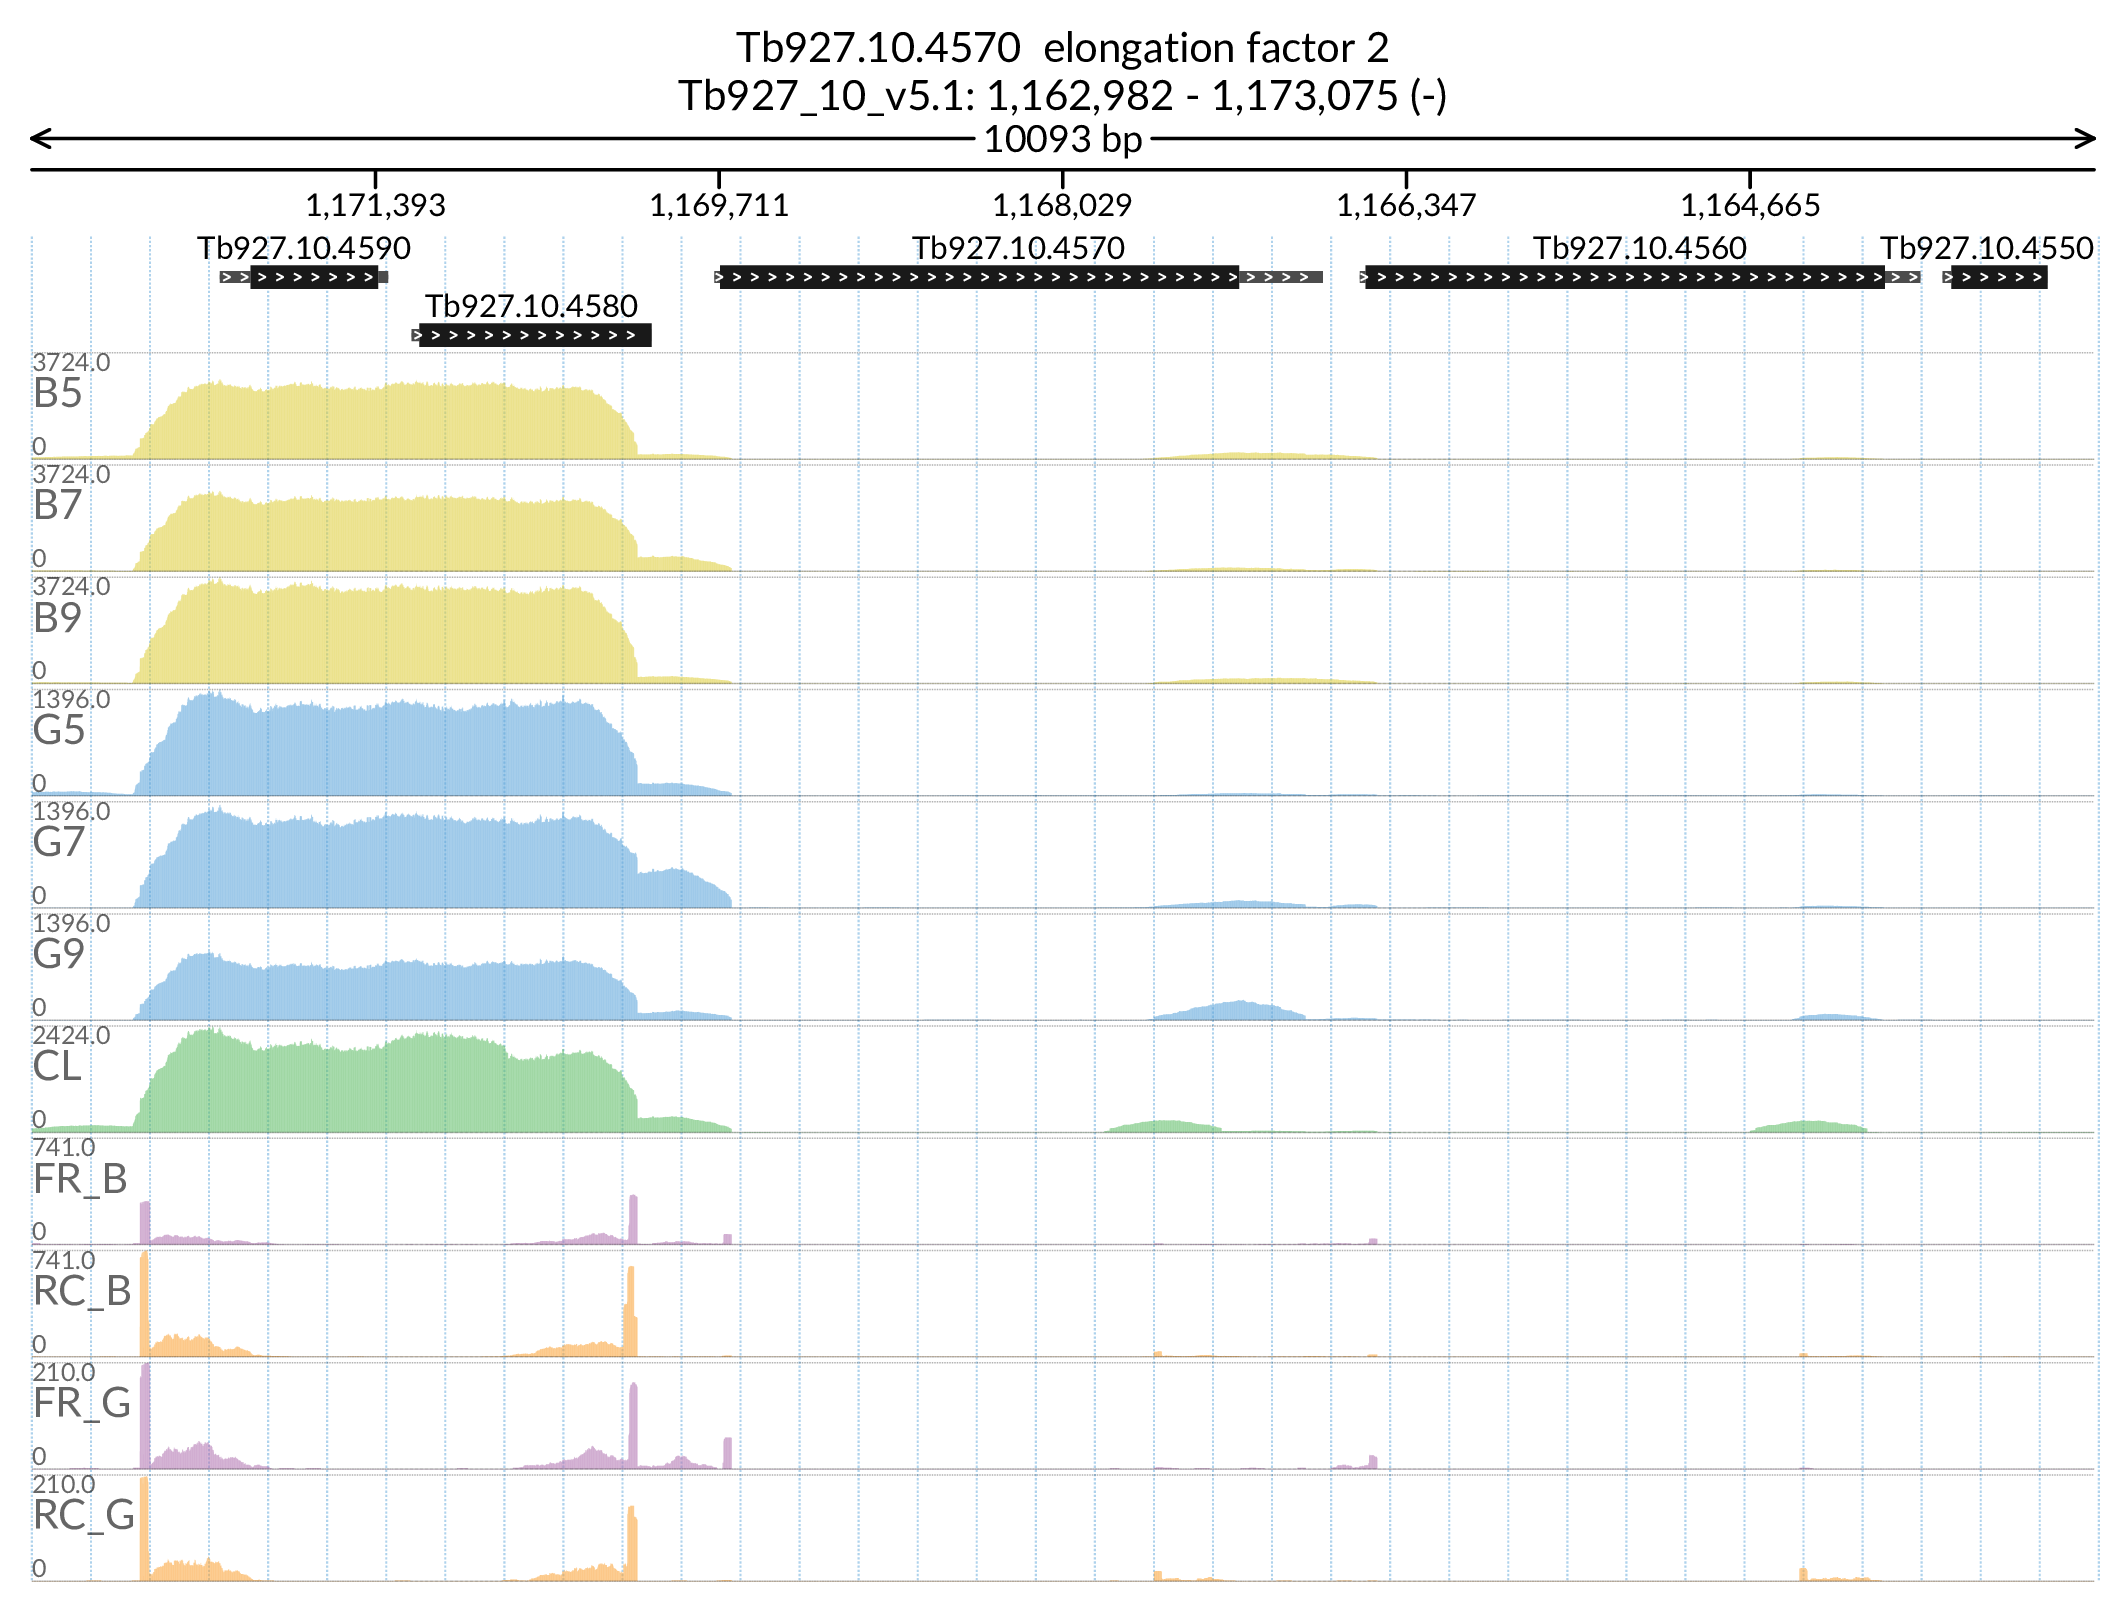 Tb927.10.4570 elongation factor 2
Tb927_10_v5.1: 1,162,982 - 1,173,075 (-)
10093 bp
1,171,393 1,169,711 1,168,029 1,166,347 1,164,665
Tb927.10.4590 Tb927.10.4570 Tb927.10.4560 Tb927.10.4550
Tb927.10.4580
3724.0
B5
0
3724.0
B7
0
3724.0
B9
0
1396.0
G5
0
1396.0
G7
0
1396.0
G9
0
2424.0
CL
0
741.0
FR_B
0
741.0
RC_B
0
210.0
FR_G
0
210.0
RC_G
0